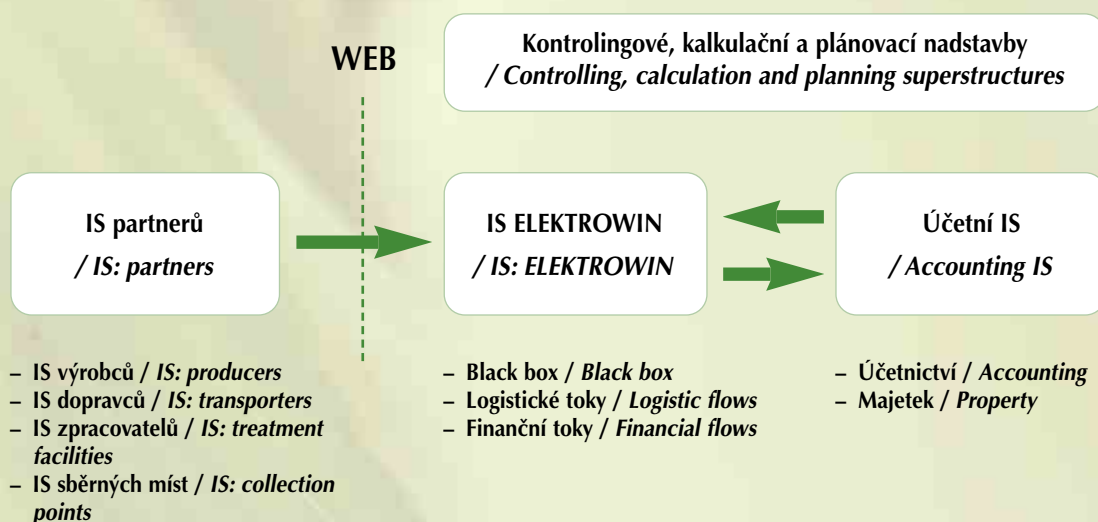 WEB
Kontrolingové, kalkulační a plánovací nadstavby
/ Controlling, calculation and planning superstructures
IS partnerů
/ IS: partners
IS ELEKTROWIN
/ IS: ELEKTROWIN
Účetní IS
/ Accounting IS
– IS výrobců / IS: producers
– IS dopravců / IS: transporters
– IS zpracovatelů / IS: treatment
facilities
– IS sběrných míst / IS: collection
points
– Black box / Black box
– Logistické toky / Logistic flows
– Finanční toky / Financial flows
– Účetnictví / Accounting
– Majetek / Property